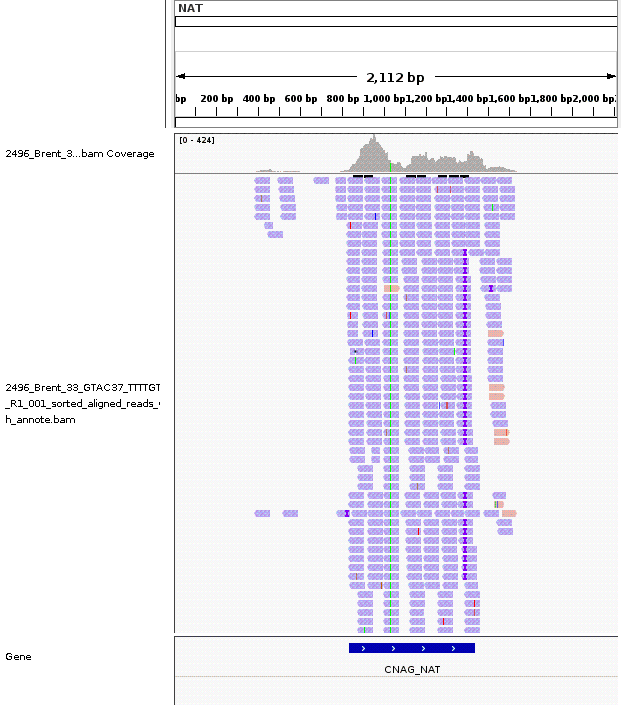 NAT
2,112 bp
bp 200 bp 400 bp 600 bp 800 bp 1,000 bp 1,200 bp 1,400 bp 1,600 bp 1,800 bp 2,000 bp
[0 - 424]
2496_Brent_3...bam Coverage
2496_Brent_33_GTAC37_TTTTGT
_R1_001_sorted_aligned_reads_
h_annote.bam
Gene
CNAG_NAT